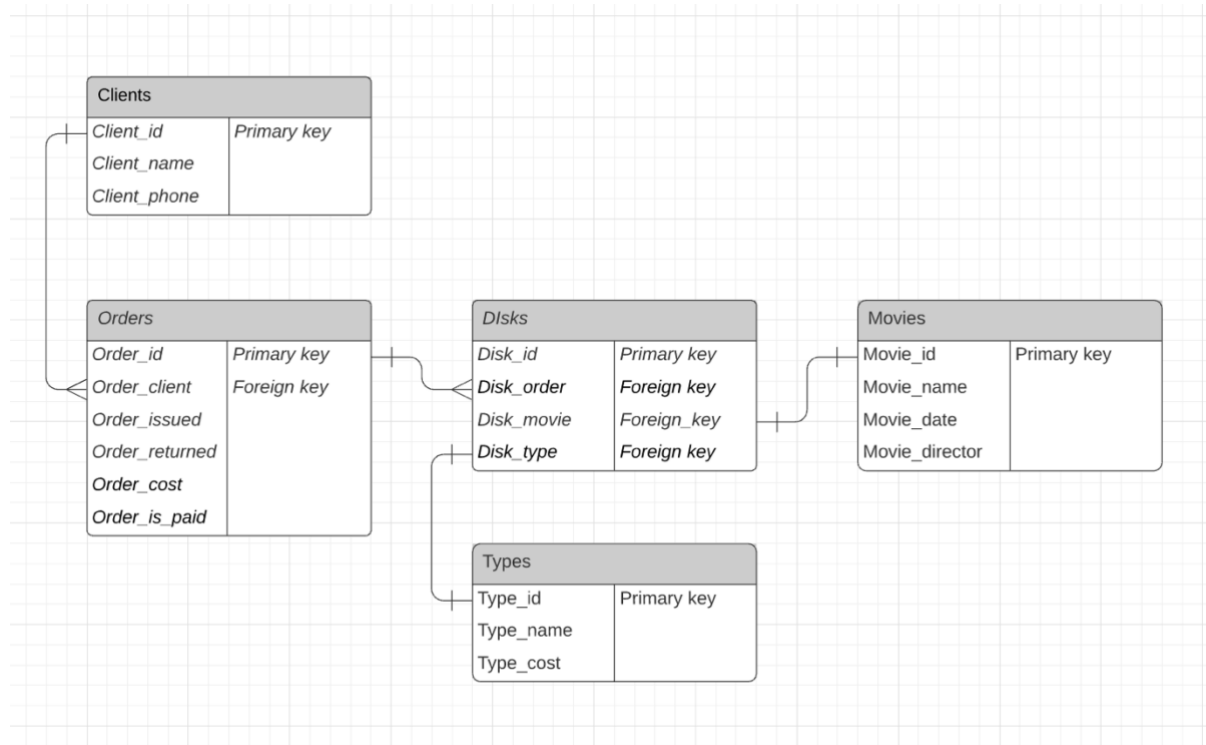 Clients
Client_id Primary key
Client_name
Client_phone
Orders
Order_id Primary key
Order_client Foreign key
Order_issued
Order_returned
Order_cost
Order_is_paid
DIsks
Disk_id Primary key
Disk_order Foreign key
Disk_movie Foreign_key
Disk_type Foreign key
Movies
Movie_id Primary key
Movie_name
Movie_date
Movie_director
Types
Type_id Primary key
Type_name
Type_cost